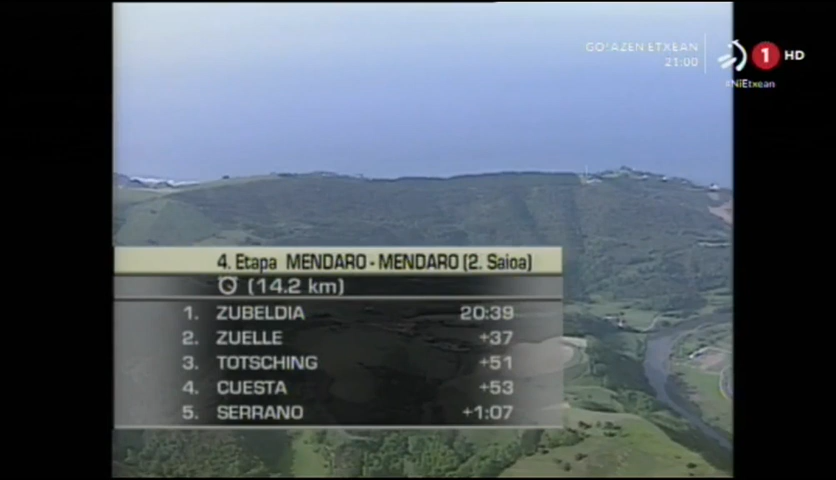 GO!AZEN ETXEAN
21:00
1 HD
#NiEtxean
4. Etapa MENDARO - MENDARO (2. Saioa)
(14.2 km)
1. ZUBELDIA 20:39
2. ZUELLE +37
3. TOTSCHING +51
4. CUESTA +53
5. SERRANO +1:07